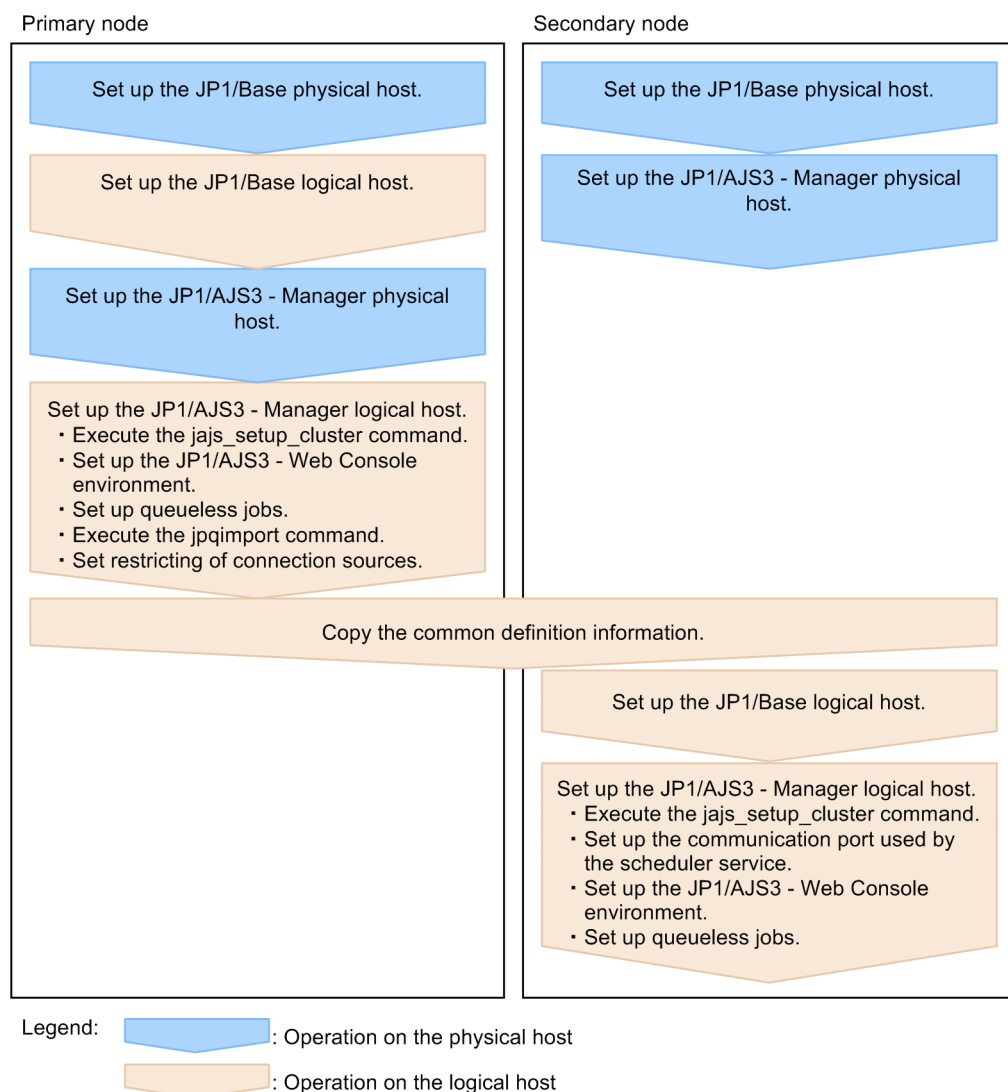 Primary node
Set up the JP1/Base physical host.
Set up the JP1/Base logical host.
Set up the JP1/AJS3 - Manager physical
host.
Set up the JP1/AJS3 - Manager logical host.
・Execute the jajs_setup_cluster command.
・Set up the JP1/AJS3 - Web Console
environment.
・Set up queueless jobs.
・Execute the jpqimport command.
・Set restricting of connection sources.
Secondary node
Set up the JP1/Base physical host.
Set up the JP1/AJS3 - Manager physical
host.
Copy the common definition information.
Set up the JP1/Base logical host.
Set up the JP1/AJS3 - Manager logical host.
・Execute the jajs_setup_cluster command.
・Set up the communication port used by
the scheduler service.
・Set up the JP1/AJS3 - Web Console
environment.
・Set up queueless jobs.
Legend:
: Operation on the physical host
: Operation on the logical host